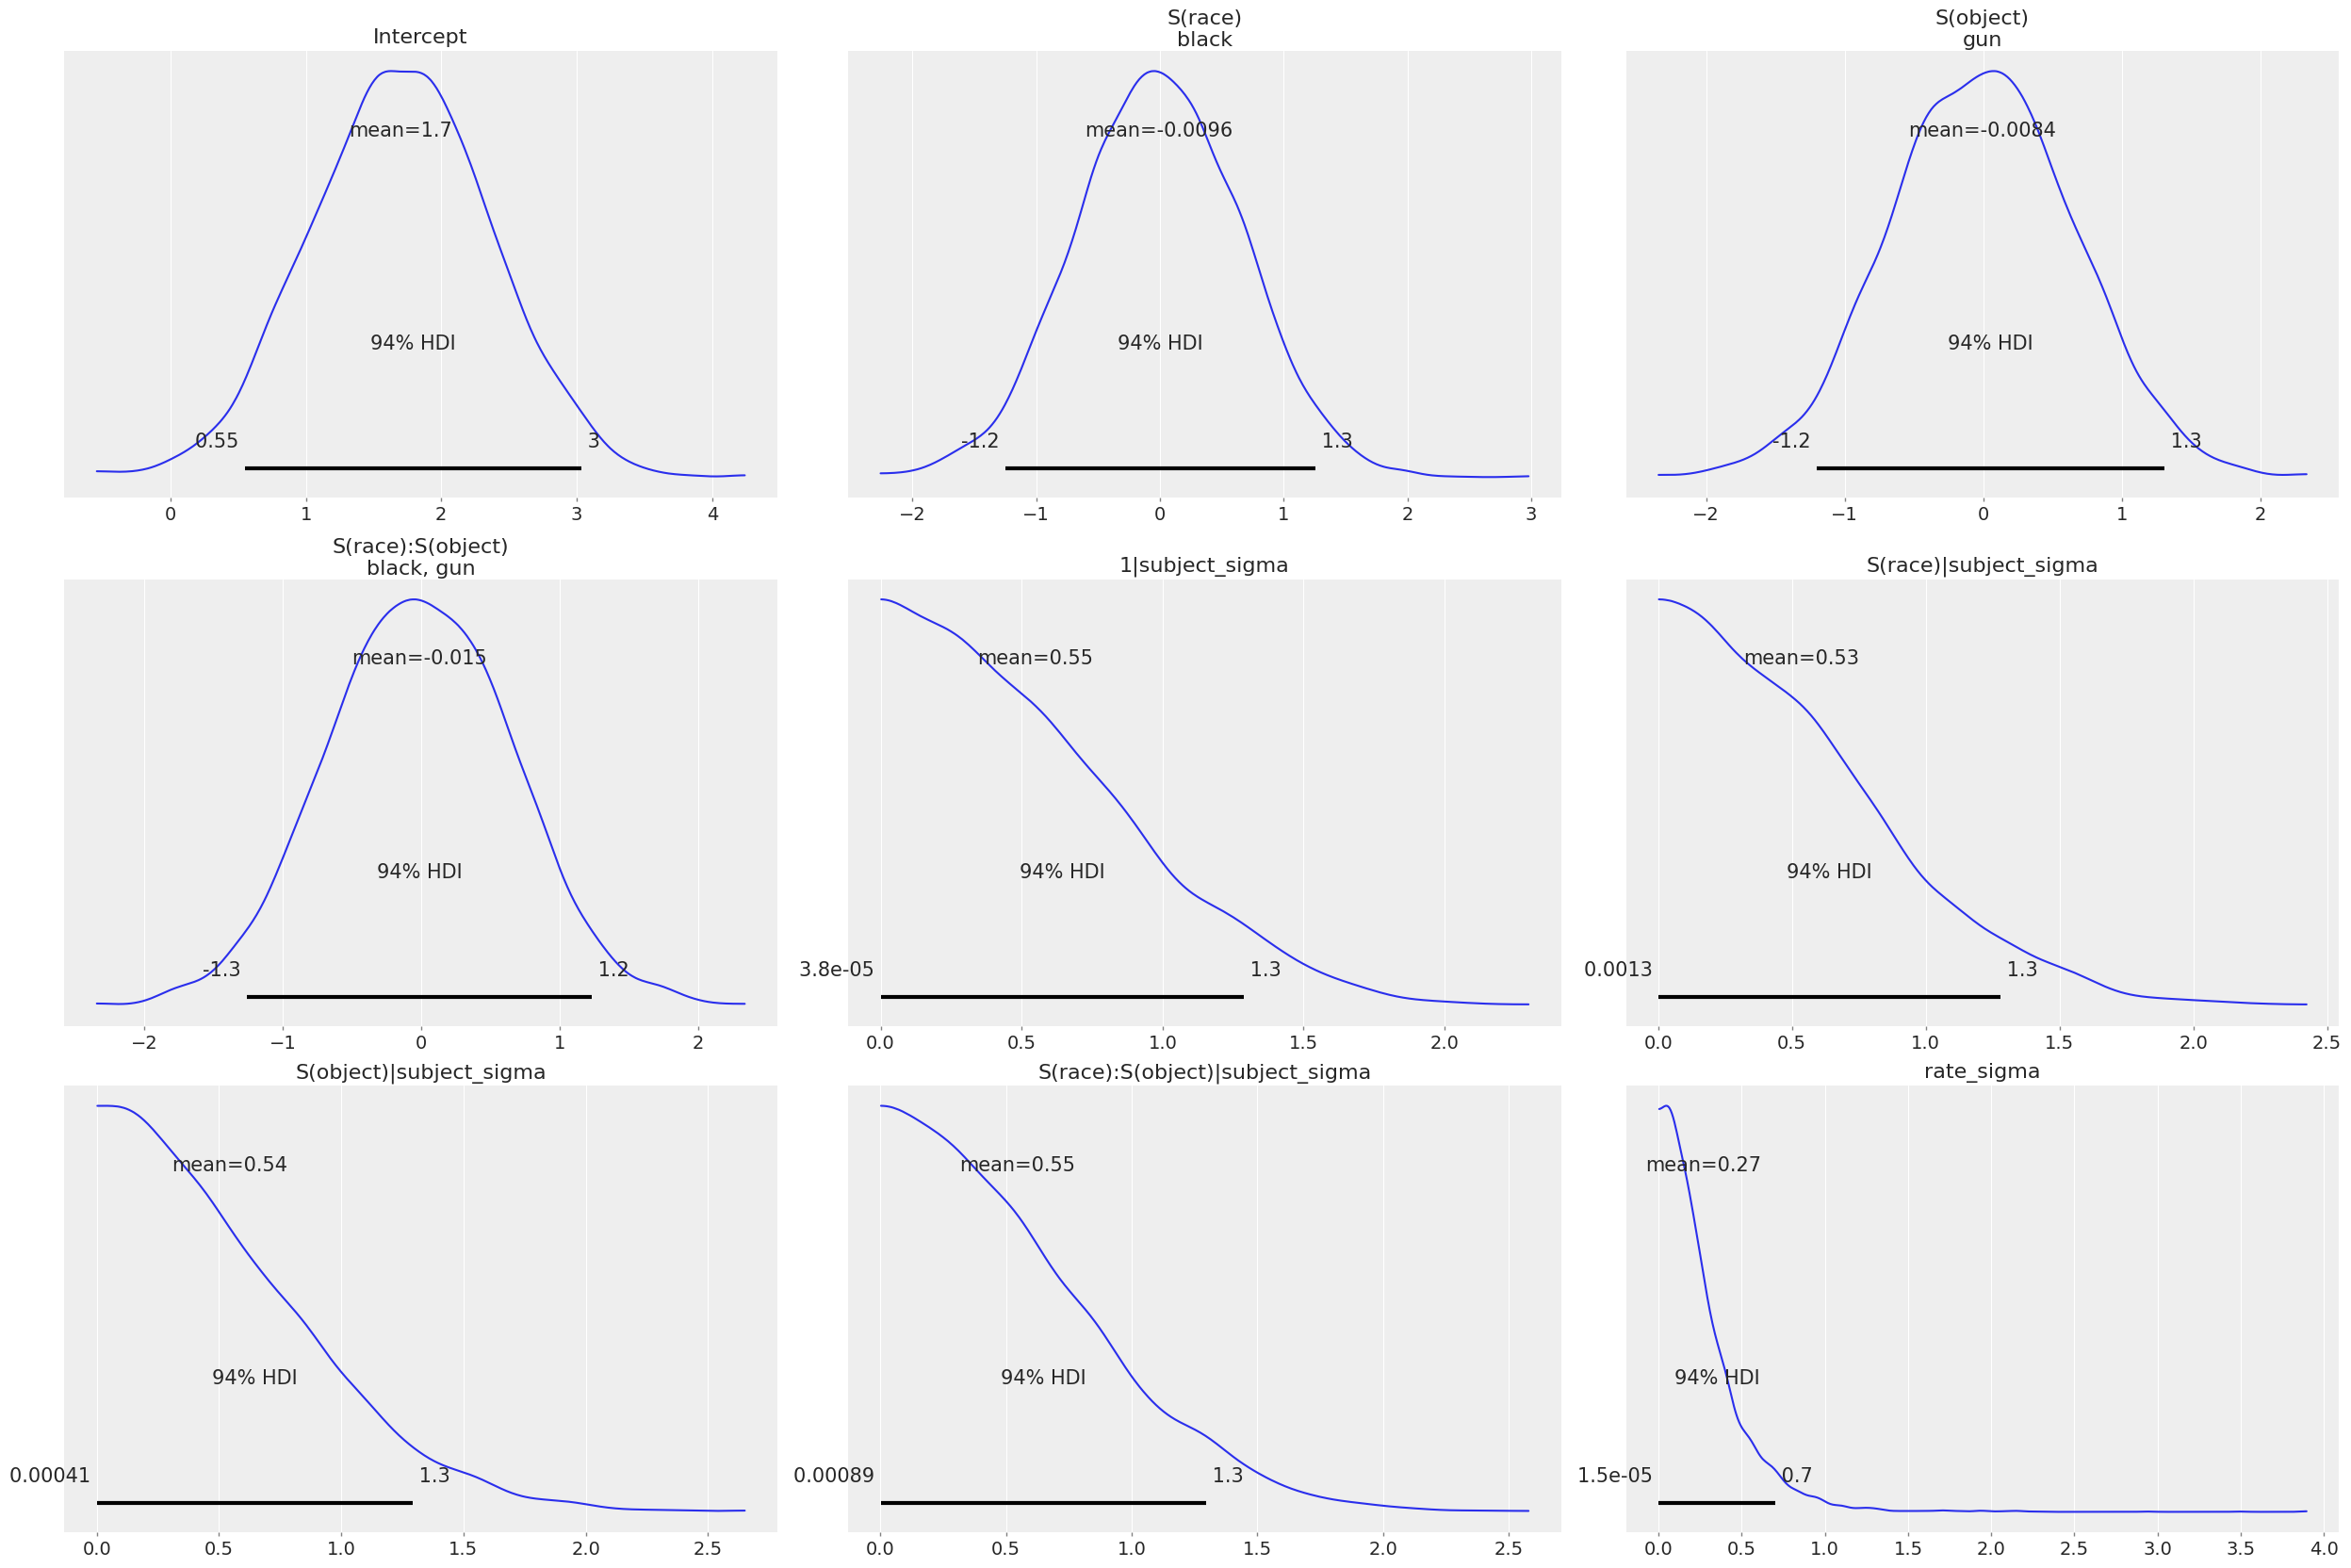 Intercept
mean=1.7
94% HDI
0.55
3
0
1
2
3
4
S(race)
black
mean=-0.0096
94% HDI
-1.2
1.3
−2
−1
0
1
2
3
S(object)
gun
mean=-0.0084
94% HDI
-1.2
1.3
−2
−1
0
1
2
S(race):S(object)
black, gun
mean=-0.015
94% HDI
-1.3
1.2
−2
−1
0
1
2
1|subject_sigma
mean=0.55
94% HDI
3.8e-05
1.3
0.0
0.5
1.0
1.5
2.0
S(race)|subject_sigma
mean=0.53
94% HDI
0.0013
1.3
0.0
0.5
1.0
1.5
2.0
2.5
S(object)|subject_sigma
mean=0.54
94% HDI
0.00041
1.3
0.0
0.5
1.0
1.5
2.0
2.5
S(race):S(object)|subject_sigma
mean=0.55
94% HDI
0.00089
1.3
0.0
0.5
1.0
1.5
2.0
2.5
rate_sigma
mean=0.27
94% HDI
1.5e-05
0.7
0.0
0.5
1.0
1.5
2.0
2.5
3.0
3.5
4.0